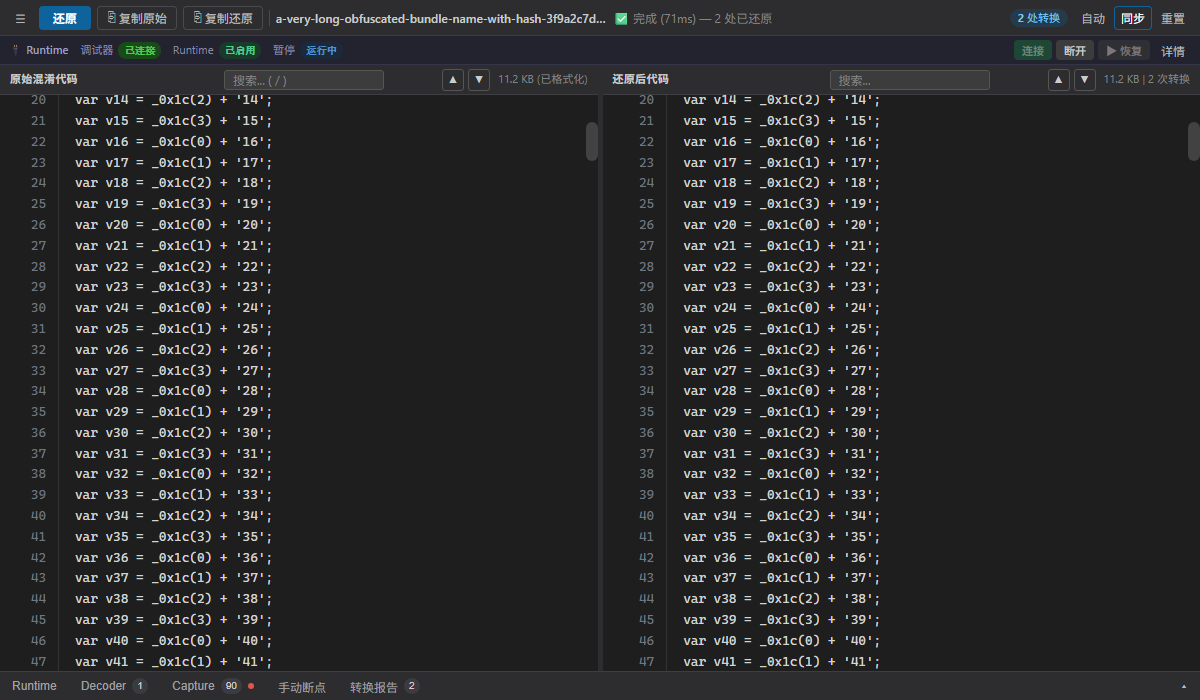 ☰ 还原 复制原始 复制还原 a-very-long-obfuscated-bundle-name-with-hash-3f9a2c7d... ✅ 完成 (71ms) — 2 处已还原 2 处转换 自动 同步 重置
Runtime 调试器 已连接 Runtime 已启用 暂停 运行中 连接 断开 ▶ 恢复 详情
原始混淆代码 搜索... ( / ) ▲ ▼ 11.2 KB (已格式化) 还原后代码 搜索... ▲ ▼ 11.2 KB | 2 次转换
20 var v14 = _0x1c(2) + '14'; 20 var v14 = _0x1c(2) + '14';
21 var v15 = _0x1c(3) + '15'; 21 var v15 = _0x1c(3) + '15';
22 var v16 = _0x1c(0) + '16'; 22 var v16 = _0x1c(0) + '16';
23 var v17 = _0x1c(1) + '17'; 23 var v17 = _0x1c(1) + '17';
24 var v18 = _0x1c(2) + '18'; 24 var v18 = _0x1c(2) + '18';
25 var v19 = _0x1c(3) + '19'; 25 var v19 = _0x1c(3) + '19';
26 var v20 = _0x1c(0) + '20'; 26 var v20 = _0x1c(0) + '20';
27 var v21 = _0x1c(1) + '21'; 27 var v21 = _0x1c(1) + '21';
28 var v22 = _0x1c(2) + '22'; 28 var v22 = _0x1c(2) + '22';
29 var v23 = _0x1c(3) + '23'; 29 var v23 = _0x1c(3) + '23';
30 var v24 = _0x1c(0) + '24'; 30 var v24 = _0x1c(0) + '24';
31 var v25 = _0x1c(1) + '25'; 31 var v25 = _0x1c(1) + '25';
32 var v26 = _0x1c(2) + '26'; 32 var v26 = _0x1c(2) + '26';
33 var v27 = _0x1c(3) + '27'; 33 var v27 = _0x1c(3) + '27';
34 var v28 = _0x1c(0) + '28'; 34 var v28 = _0x1c(0) + '28';
35 var v29 = _0x1c(1) + '29'; 35 var v29 = _0x1c(1) + '29';
36 var v30 = _0x1c(2) + '30'; 36 var v30 = _0x1c(2) + '30';
37 var v31 = _0x1c(3) + '31'; 37 var v31 = _0x1c(3) + '31';
38 var v32 = _0x1c(0) + '32'; 38 var v32 = _0x1c(0) + '32';
39 var v33 = _0x1c(1) + '33'; 39 var v33 = _0x1c(1) + '33';
40 var v34 = _0x1c(2) + '34'; 40 var v34 = _0x1c(2) + '34';
41 var v35 = _0x1c(3) + '35'; 41 var v35 = _0x1c(3) + '35';
42 var v36 = _0x1c(0) + '36'; 42 var v36 = _0x1c(0) + '36';
43 var v37 = _0x1c(1) + '37'; 43 var v37 = _0x1c(1) + '37';
44 var v38 = _0x1c(2) + '38'; 44 var v38 = _0x1c(2) + '38';
45 var v39 = _0x1c(3) + '39'; 45 var v39 = _0x1c(3) + '39';
46 var v40 = _0x1c(0) + '40'; 46 var v40 = _0x1c(0) + '40';
47 var v41 = _0x1c(1) + '41'; 47 var v41 = _0x1c(1) + '41';
Runtime Decoder 1 Capture 90 手动断点 转换报告 2